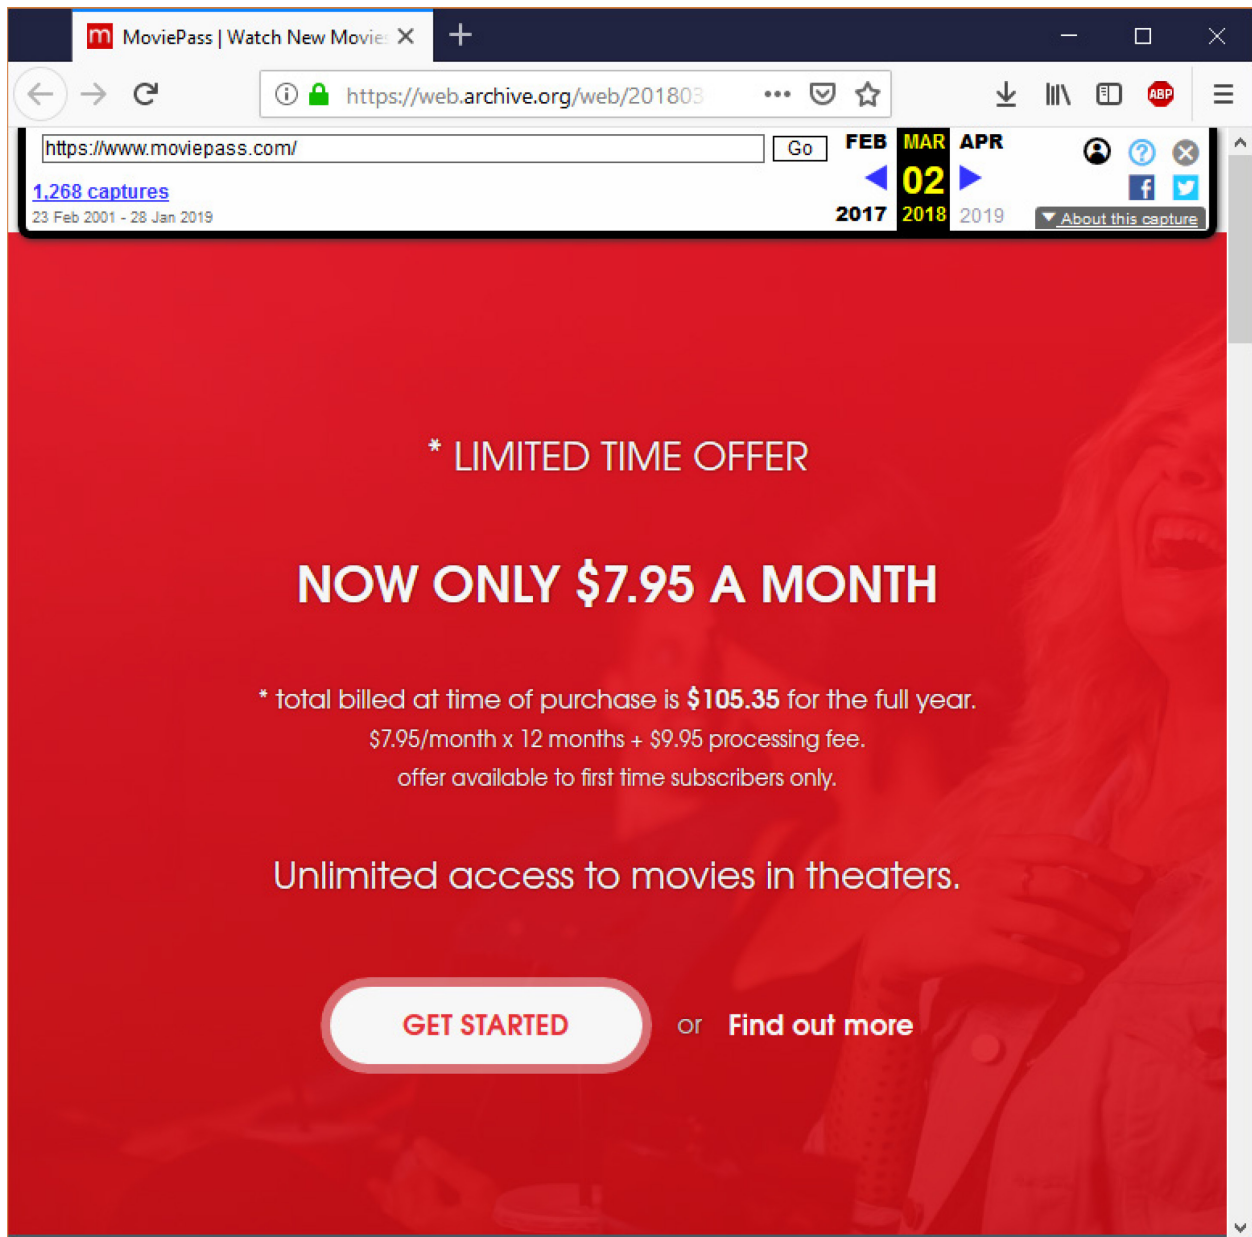 m MoviePass | Watch New Movies
https://web.archive.org/web/201803
ABP
https://www.moviepass.com/ Go FEB MAR APR
1,268 captures 02
23 Feb 2001 - 28 Jan 2019 2017 2018 2019 About this capture
* LIMITED TIME OFFER
NOW ONLY $7.95 A MONTH
* total billed at time of purchase is $105.35 for the full year.
$7.95/month x 12 months + $9.95 processing fee.
offer available to first time subscribers only.
Unlimited access to movies in theaters.
GET STARTED or Find out more